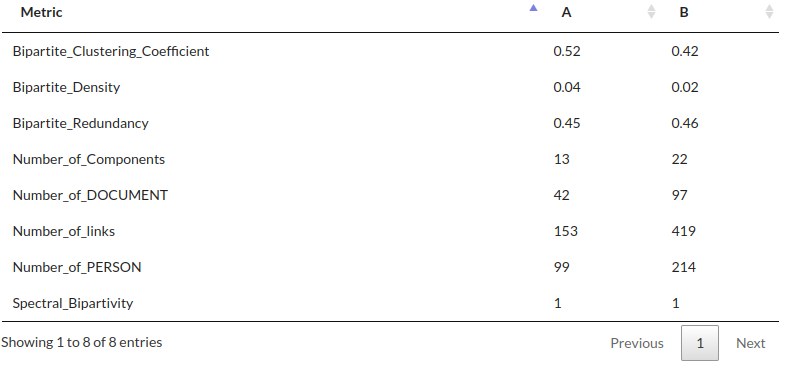 Metric A B
Bipartite_Clustering_Coefficient 0.52 0.42
Bipartite_Density 0.04 0.02
Bipartite_Redundancy 0.45 0.46
Number_of_Components 13 22
Number_of_DOCUMENT 42 97
Number_of_links 153 419
Number_of_PERSON 99 214
Spectral_Bipartivity 1 1
Showing 1 to 8 of 8 entries Previous 1 Next